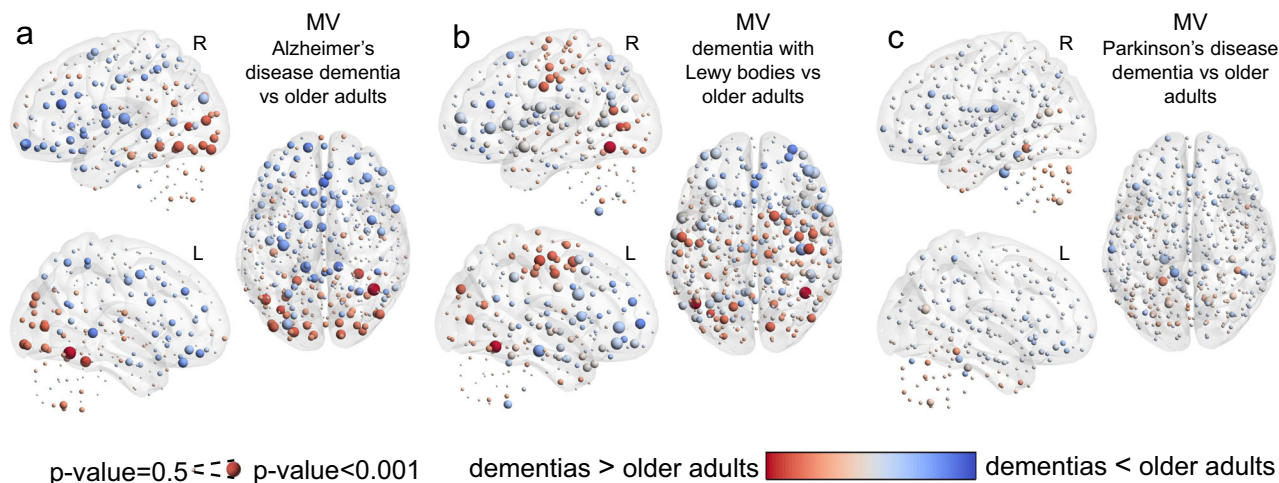 a
R
MV
Alzheimer's
disease dementia
vs older adults
L
b
R
MV
dementia with
Lewy bodies vs
older adults
L
c
R
MV
Parkinson's disease
dementia vs older
adults
L
p-value=0.5 p-value<0.001
dementias > older adults dementias < older adults